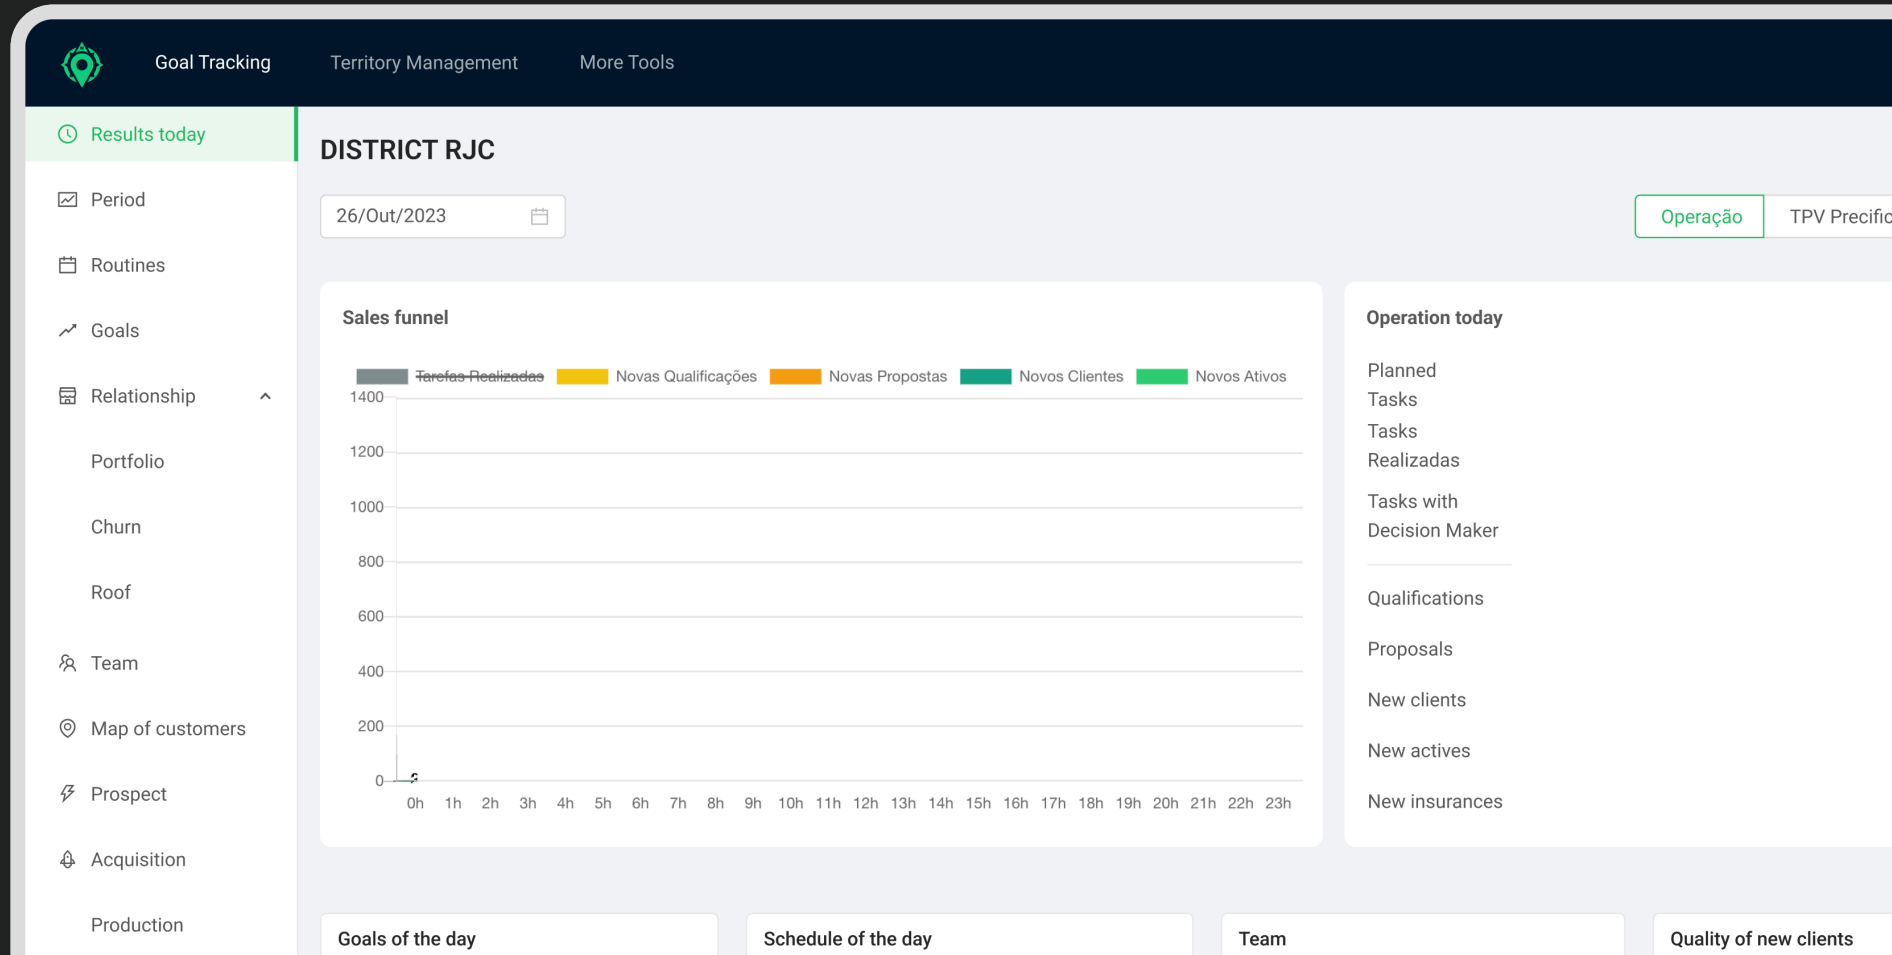 Goal Tracking
Territory Management
More Tools
Results today
Period
Routines
Goals
Relationship
Portfolio
Churn
Roof
Team
Map of customers
Prospect
Acquisition
Production
DISTRICT RJC
26/Out/2023
Operação
TPV Precific
Sales funnel
Tarefas Realizadas
Novas Qualificações
Novas Propostas
Novos Clientes
Novos Ativos
1400
1200
1000
800
600
400
200
0
0h 1h 2h 3h 4h 5h 6h 7h 8h 9h 10h 11h 12h 13h 14h 15h 16h 17h 18h 19h 20h 21h 22h 23h
Operation today
Planned
Tasks
Tasks
Realizadas
Tasks with
Decision Maker
Qualifications
Proposals
New clients
New actives
New insurances
Goals of the day
Schedule of the day
Team
Quality of new clients